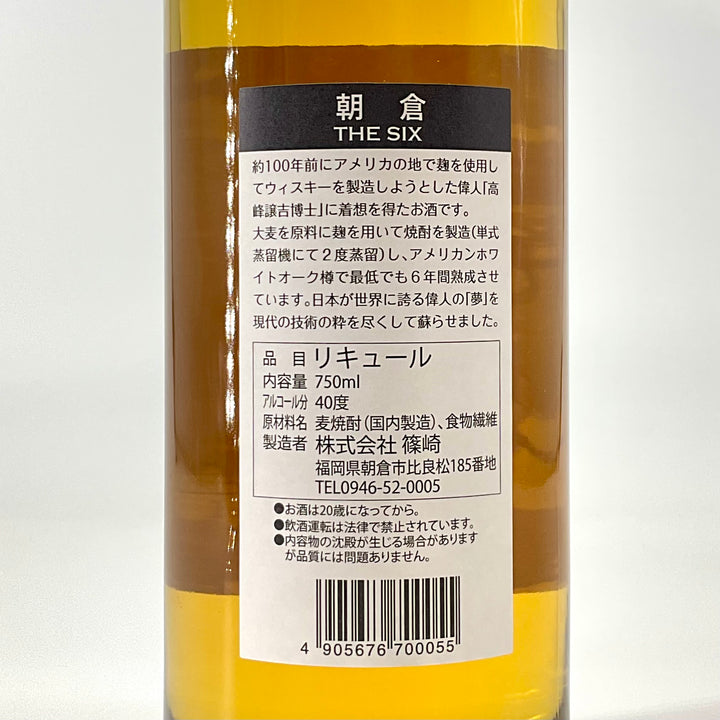 朝倉
THE SIX
約100年前にアメリカの地で麹を使用し
てウィスキーを製造しようとした偉人「高
峰譲吉博士」に着想を得たお酒です。
大麦を原料に麹を用いて焼酎を製造(単式
蒸留機にて2度蒸留)し、アメリカンホワ
イトオーク樽で最低でも6年間熟成させ
ています。日本が世界に誇る偉人の「夢」を
現代の技術の粋を尽くして蘇らせました。
品目 リキュール
内容量 750ml
アルコール分 40度
原材料名 麦焼酎(国内製造)、食物繊維
製造者 株式会社 篠崎
福岡県朝倉市比良松185番地
TEL0946-52-0005
●お酒は20歳になってから。
●飲酒運転は法律で禁止されています。
●内容物の沈殿が生じる場合があります
が品質には問題ありません。
4 905676 700055